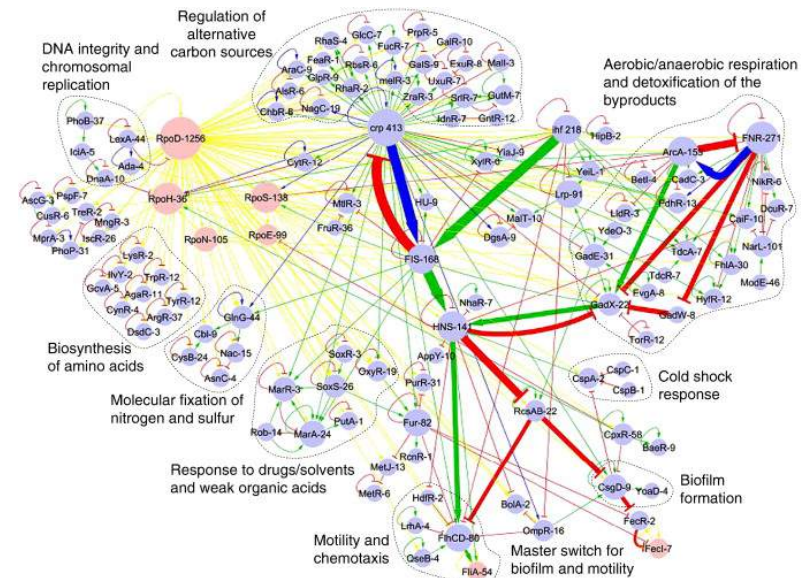 Regulation of
alternative
carbon sources
DNA integrity and
chromosomal
replication
Aerobic/anaerobic respiration
and detoxification of the
byproducts
RhaS-4
GlcC-7
PrpR-5
FucR-7
GalR-10
FeaR-1
RbsR-6
GalS-9
ExuR-8
MalI-3
AraC-9
GlpR-9
melR-3
UxuR-7
AlsR-6
RhaR-2
ZraR-3
SrlR-7
GutM-7
ChbR-8
NagC-19
IdnR-7
GntR-12
PhoB-37
LexA-44
RpoD-1256
crp 413
ihf 218
HipB-2
ArcA-153
FNR-271
IciA-5
Ada-4
CytR-12
YiaJ-9
XylR-6
YeiL-1
BetI-4
CadC-3
NikR-6
DnaA-10
PdhR-13
DcuR-7
AscG-3
PspF-7
RpoH-36
RpoS-138
MtlR-3
HU-9
Lrp-91
LldR-3
CaiF-10
TreR-2
CusR-6
MngR-3
MalT-10
YdeO-3
NarL-101
MprA-3
IscR-26
RpoN-105
RpoE-99
FruR-36
DgsA-9
TdcA-7
PhoP-31
LysR-2
FIS-168
GadE-31
FhlA-30
IlvY-2
TrpR-12
TdcR-7
ModE-46
GcvA-5
AgaR-11
NhaR-7
EvgA-8
HyfR-12
CynR-4
TyrR-12
ArgR-37
GlnG-44
GadX-22
GadW-8
DsdC-3
HNS-141
Cbl-9
TorR-12
Biosynthesis
of amino acids
CysB-24
Nac-15
SoxR-3
AppY-10
CspC-1
Cold shock
response
AsnC-4
OxyR-19
CspA-2
CspB-1
Molecular fixation of
nitrogen and sulfur
MarR-3
SoxS-26
PurR-31
RcsAB-22
PutA-1
Fur-82
CpxR-58
Rob-14
MarA-24
BaeR-9
Response to drugs/solvents
and weak organic acids
RcnR-1
MetJ-13
CsgD-9
YoaD-4
Biofilm
formation
MetR-6
HdfR-2
BolA-2
FecR-2
Motility and
chemotaxis
LrhA-4
FlhCD-80
OmpR-16
FecI-7
QseB-4
FliA-54
Master switch for
biofilm and motility